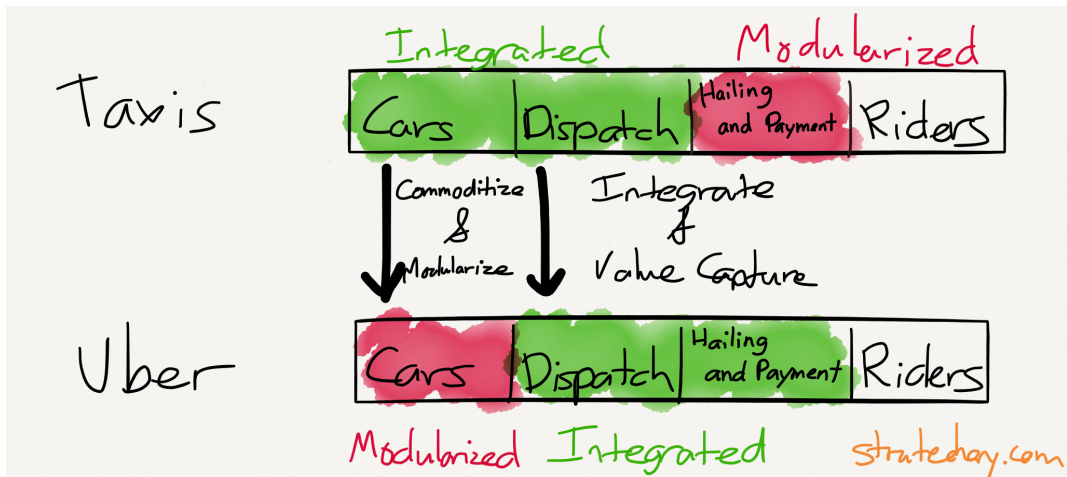 Integrated Modularized
Taxis
Cars Dispatch Hailing and Payment Riders
Commoditize & Modularize
Integrate & Value Capture
Uber
Cars Dispatch Hailing and Payment Riders
Modularized Integrated
stratechery.com